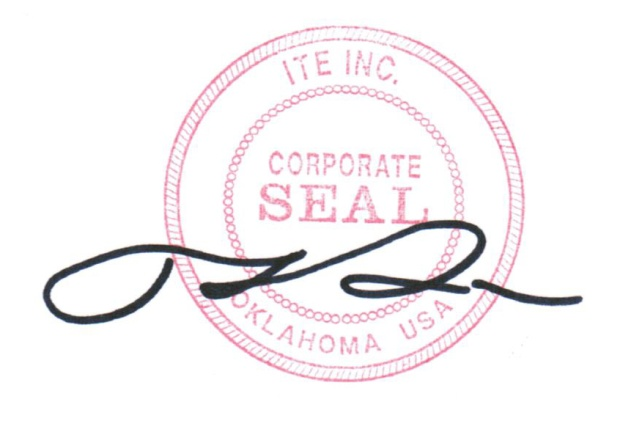 ITE INC.
CORPORATE
SEAL
OKLAHOMA USA